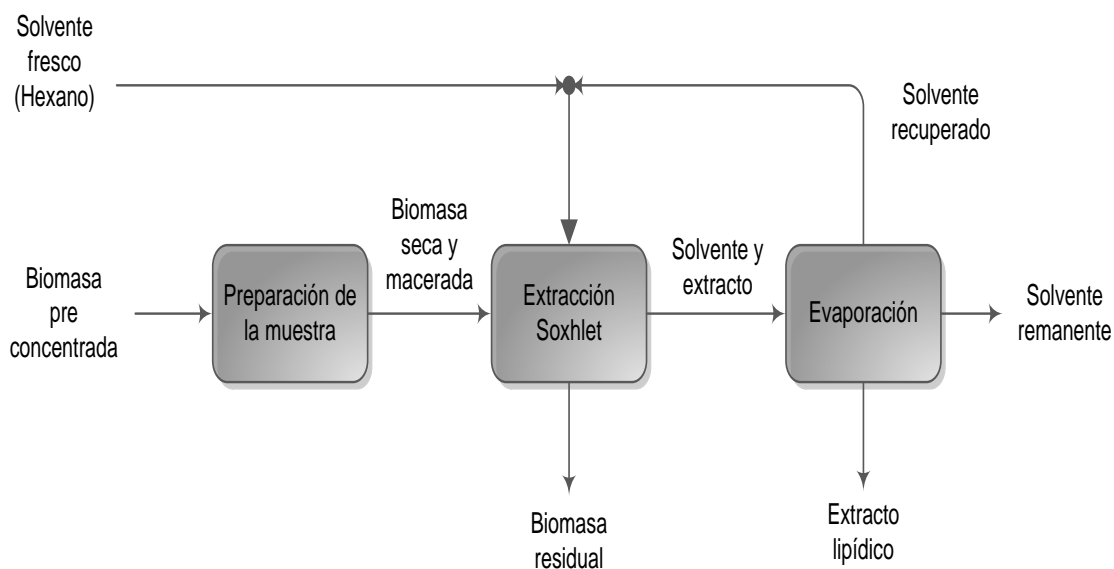 Solvente
fresco
(Hexano)
Solvente
recuperado
Biomasa
pre
concentrada
Preparación de
la muestra
Biomasa
seca y
macerada
Extracción
Soxhlet
Solvente y
extracto
Evaporación
Solvente
remanente
Biomasa
residual
Extracto
lipídico